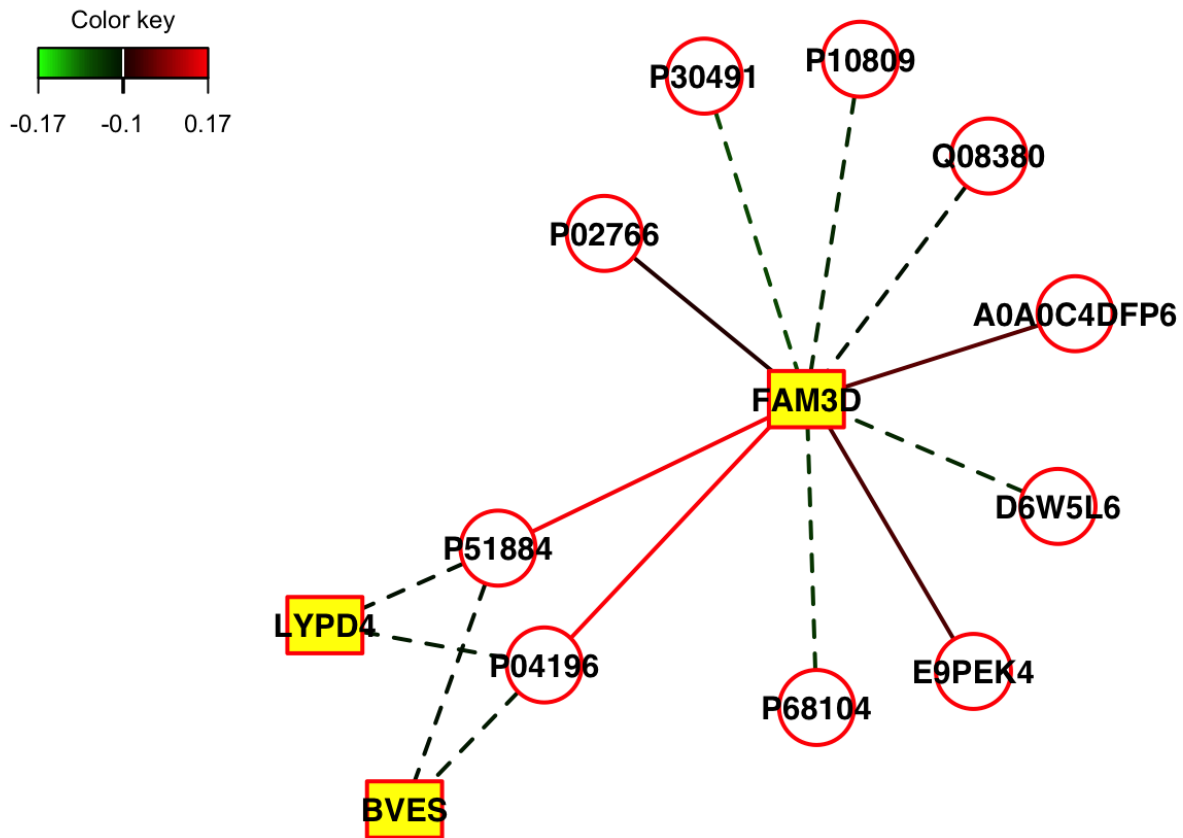 Color key
-0.17 -0.1 0.17
P30491
P10809
Q08380
P02766
A0A0C4DFP6
FAM3D
D6W5L6
P51884
LYPD4
P04196
E9PEK4
P68104
BVES